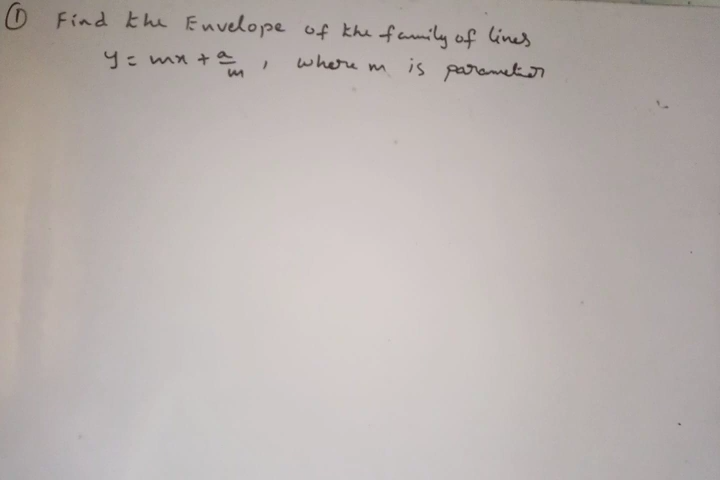 ① Find the Envelope of the family of lines
y = mx + a/m, where m is parameter